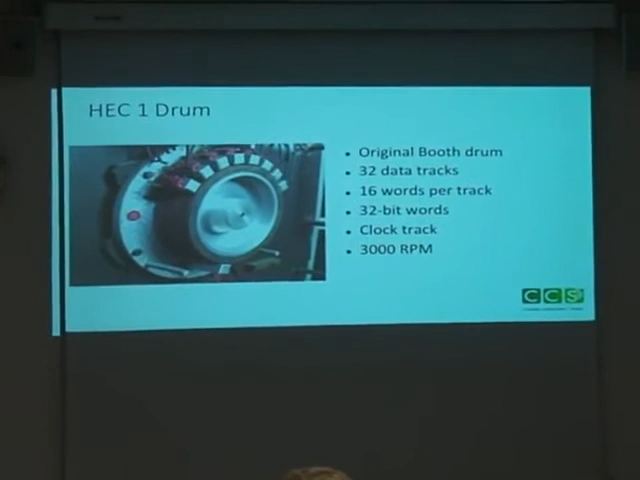 HEC 1 Drum
• Original Booth drum
• 32 data tracks
• 16 words per track
• 32-bit words
• Clock track
• 3000 RPM
CCS